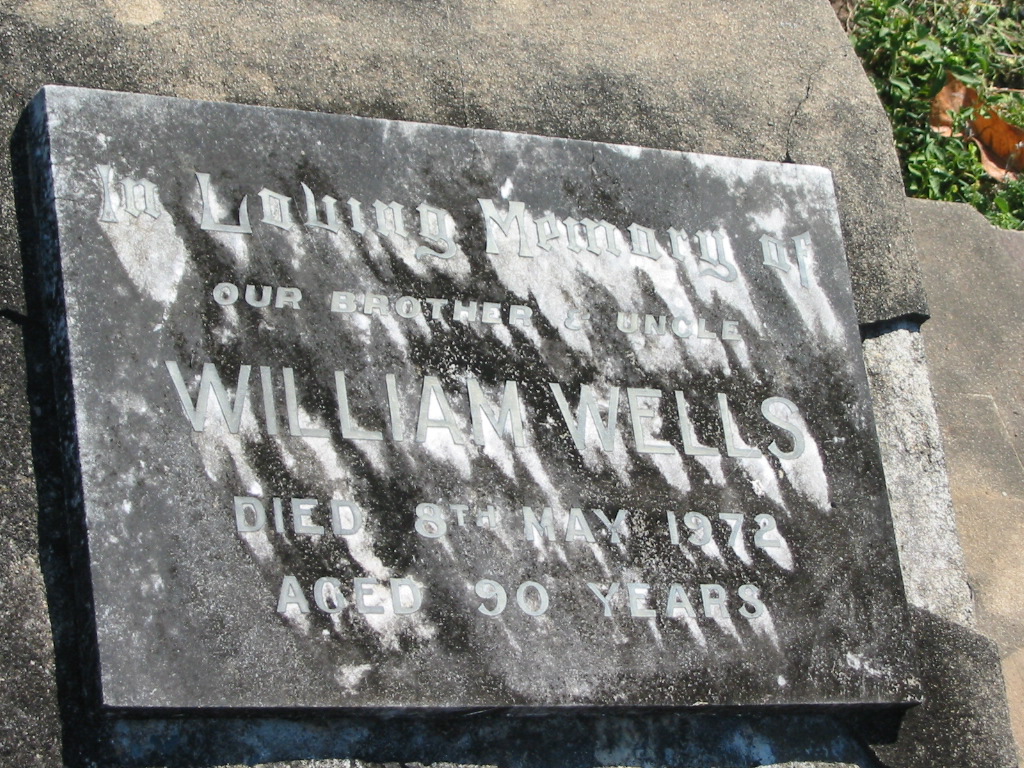 In Loving Memory of
OUR BROTHER & UNCLE
WILLIAM WELLS
DIED 8TH MAY 1972
AGED 90 YEARS